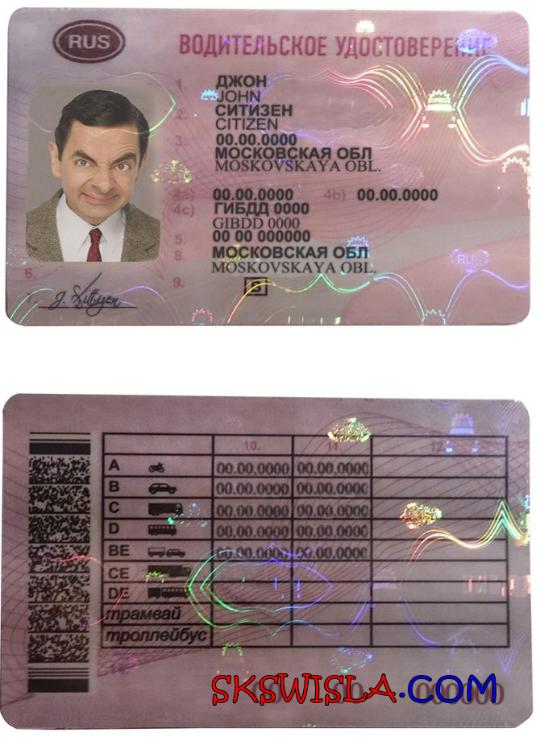 RUS ВОДИТЕЛЬСКОЕ УДОСТОВЕРЕНИЕ
1. ДЖОН
JOHN
2. СИТИЗЕН
CITIZEN
3. 00.00.0000
МОСКОВСКАЯ ОБЛ
MOSKOVSKAYA OBL.
4a) 00.00.0000 4b) 00.00.0000
4c) ГИБДД 0000
GIBDD 0000
5. 00 00 000000
8. МОСКОВСКАЯ ОБЛ
MOSKOVSKAYA OBL.
RUS
6.
9.
J. Sitizen
10. 11.
A 00.00.0000 00.00.0000
B 00.00.0000 00.00.0000
C 00.00.0000 00.00.0000
D 00.00.0000 00.00.0000
BE 00.00.0000 00.00.0000
CE
DE
трамвай
троллейбус
SKSWISLA.COM